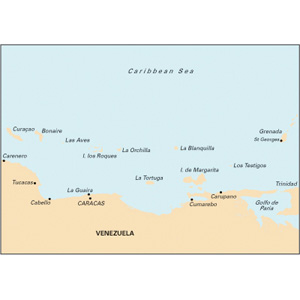 Caribbean Sea
Curaçao
Bonaire
Las Aves
I. los Roques
La Orchilla
La Blanquilla
Grenada
St Georges
Carenero
Tucacas
Cabello
La Guaira
CARACAS
La Tortuga
I. de Margarita
Los Testigos
Carupano
Cumarebo
Trinidad
Golfo de
Paria
VENEZUELA